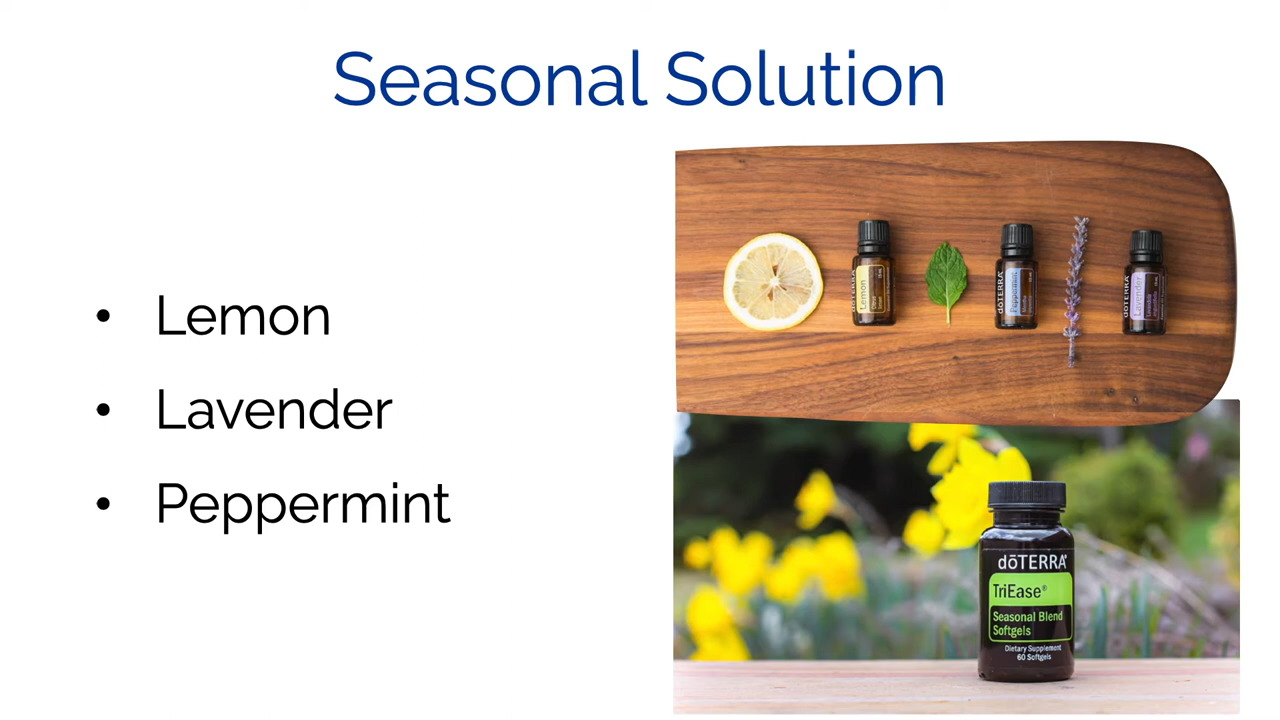 Seasonal Solution
• Lemon
• Lavender
• Peppermint
dōTERRA
Lemon
dōTERRA
Peppermint
dōTERRA
Lavender
dōTERRA
TriEase®
Seasonal Blend
Softgels
Dietary Supplement
60 Softgels